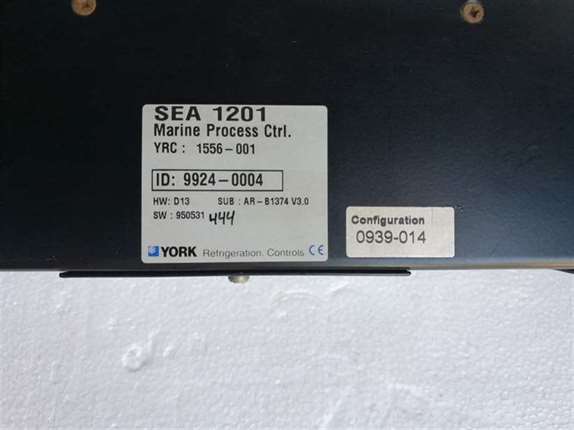 SEA 1201
Marine Process Ctrl.
YRC : 1556-001
ID: 9924-0004
HW: D13 SUB : AR-B1374 V3.0
SW : 950531 444
YORK Refrigeration. Controls CE
Configuration
0939-014